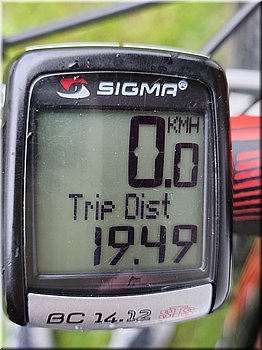 SIGMA
KMH
0.0
Trip Dist
19.49
BC 14.12